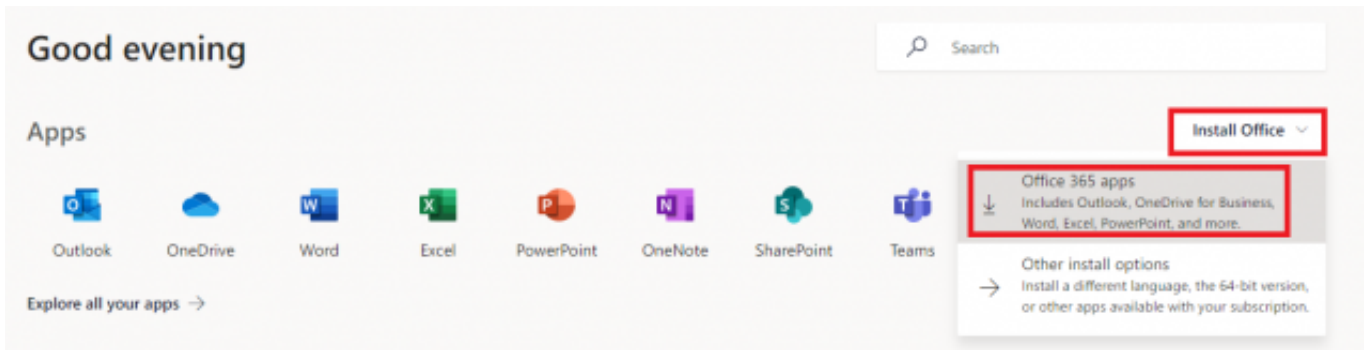 Good evening
Search
Apps
Install Office
Office 365 apps
Includes Outlook, OneDrive for Business,
Word, Excel, PowerPoint, and more.
Outlook
OneDrive
Word
Excel
PowerPoint
OneNote
SharePoint
Teams
Other install options
Install a different language, the 64-bit version,
or other apps available with your subscription.
Explore all your apps →